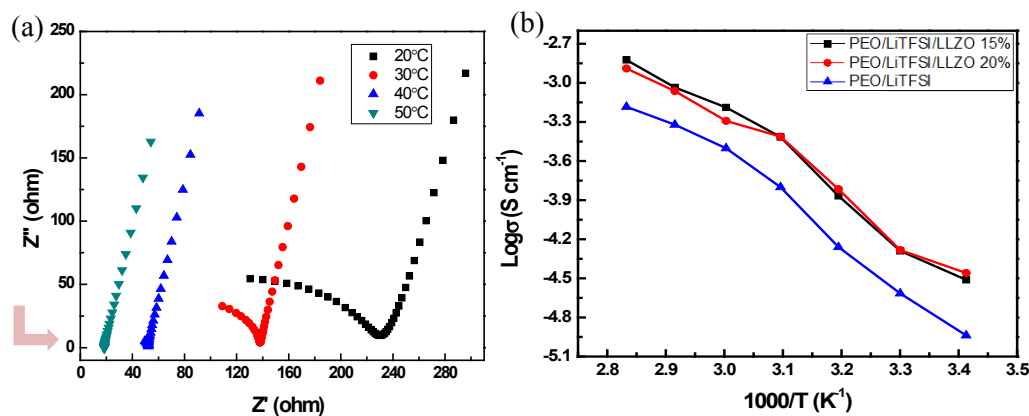 (a)
250
200
150
100
50
0
Z'' (ohm)
20°C
30°C
40°C
50°C
0 40 80 120 160 200 240 280
Z' (ohm)
(b)
-2.7
-3.0
-3.3
-3.6
-3.9
-4.2
-4.5
-4.8
-5.1
Logσ (S cm⁻¹)
PEO/LiTFSI/LLZO 15%
PEO/LiTFSI/LLZO 20%
PEO/LiTFSI
2.8 2.9 3.0 3.1 3.2 3.3 3.4 3.5
1000/T (K⁻¹)